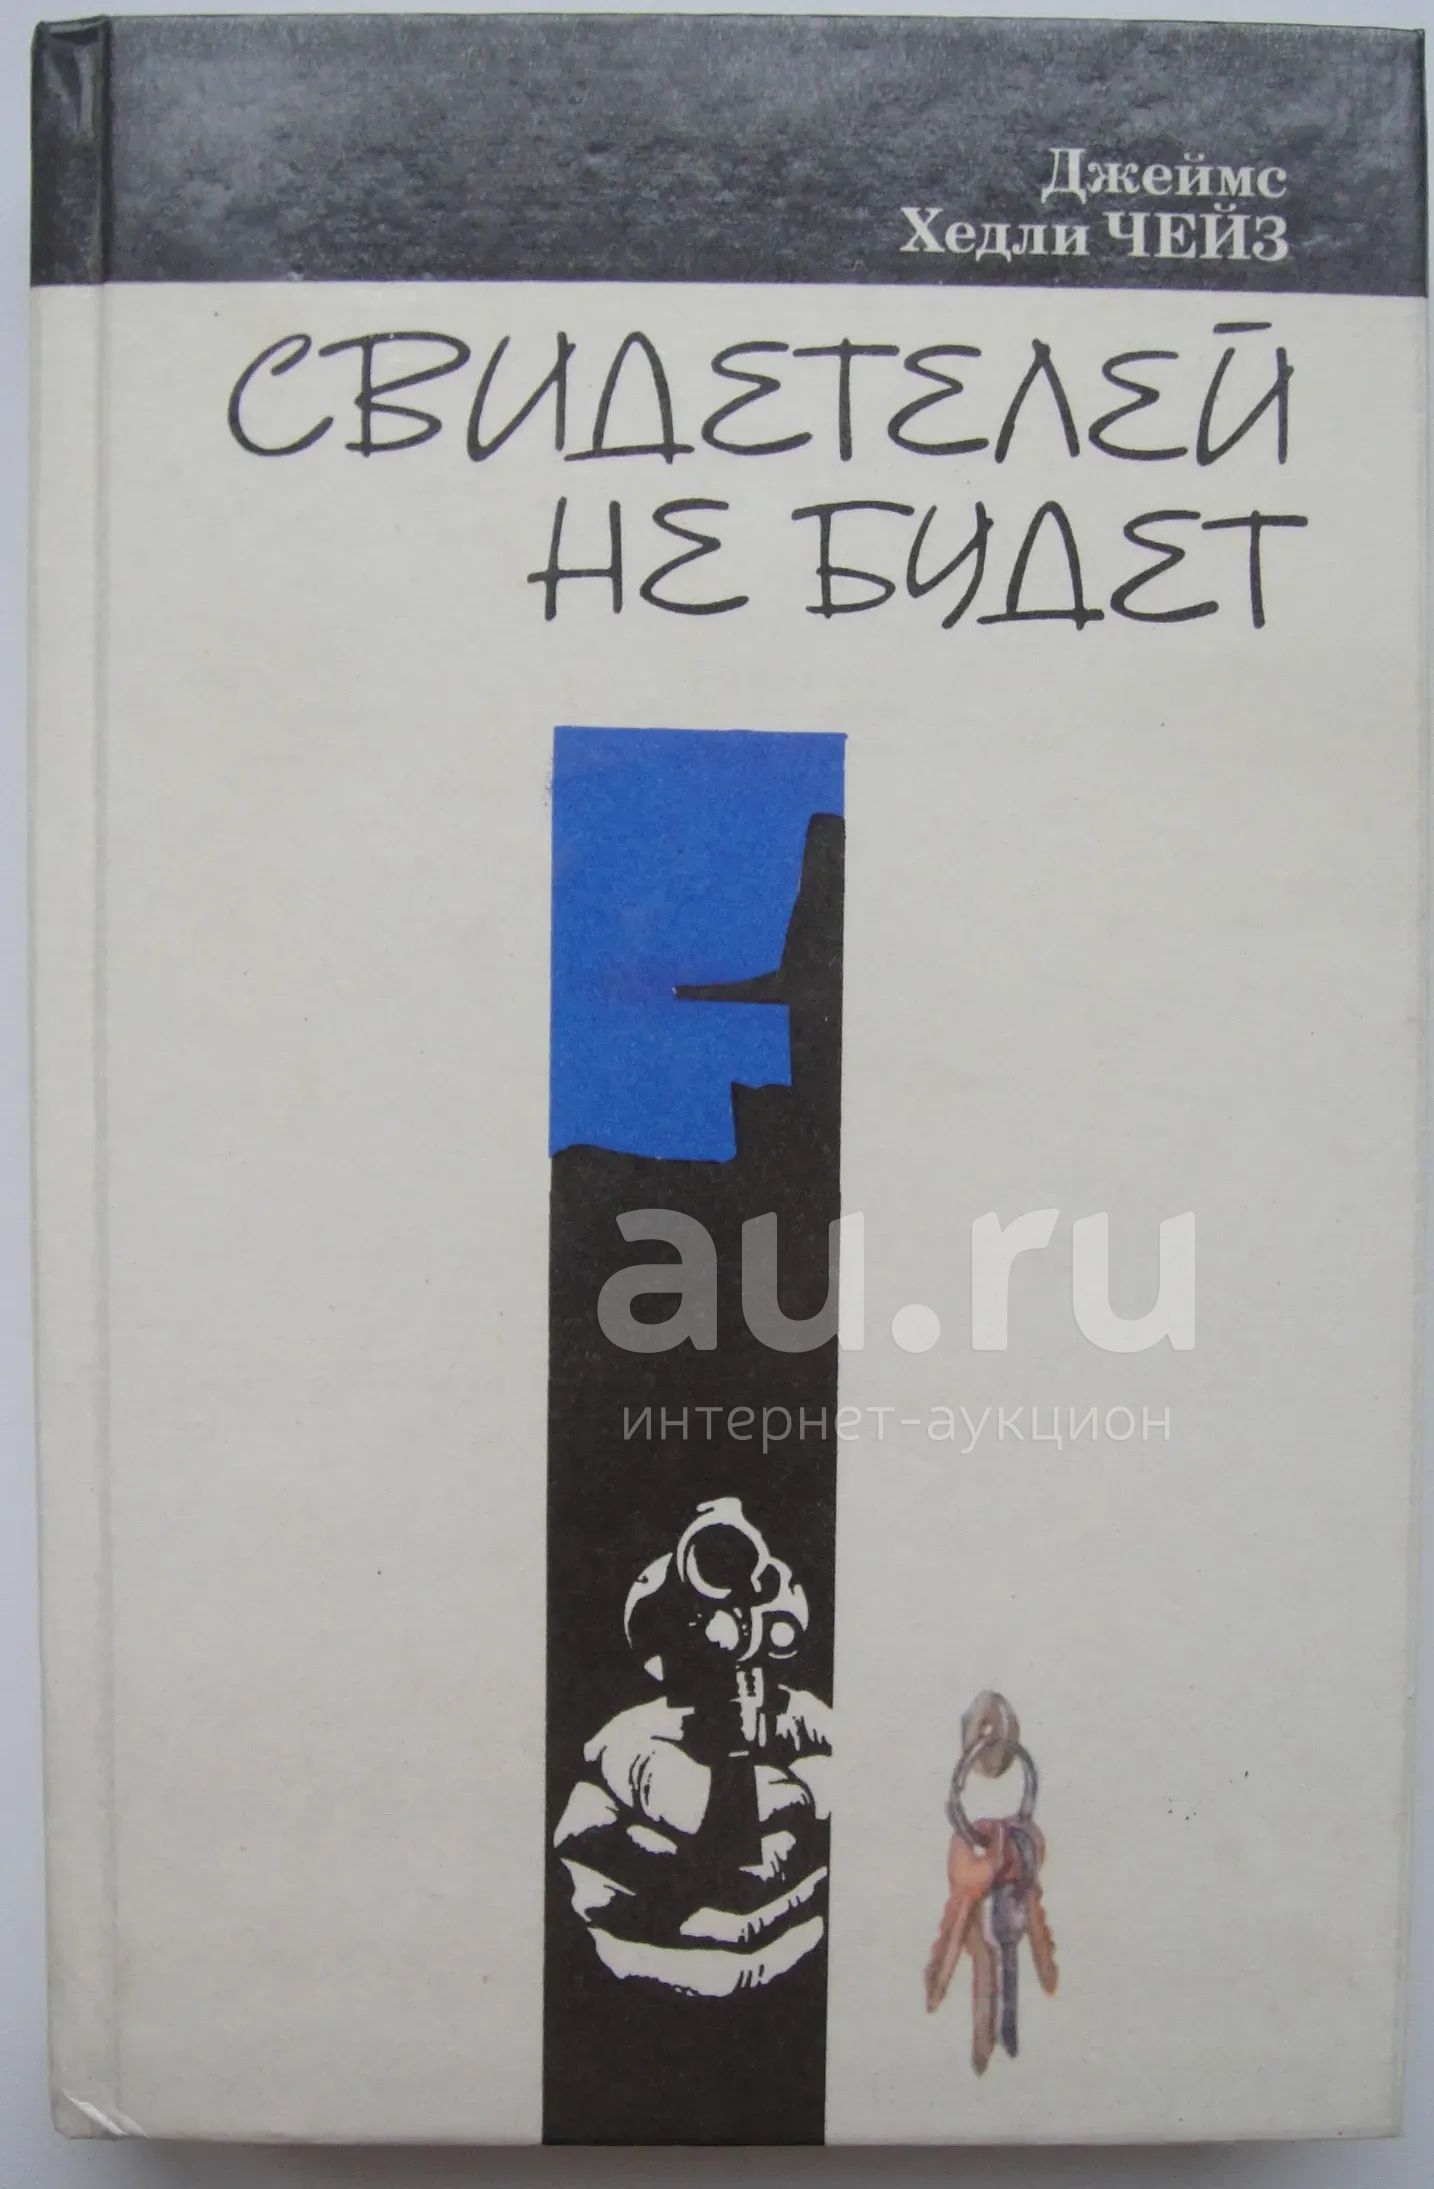 Джеймс
Хедли ЧЕЙЗ
СВИДЕТЕЛЕЙ
НЕ БУДЕТ
au.ru
интернет-аукцион